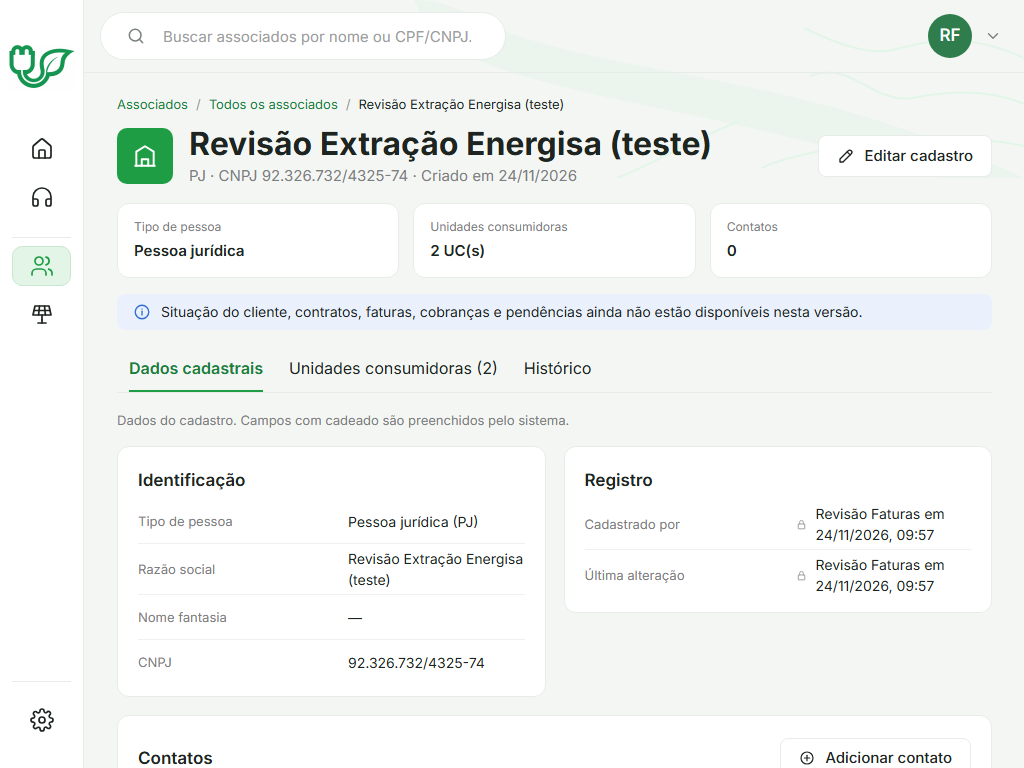 Buscar associados por nome ou CPF/CNPJ.
RF
Associados / Todos os associados / Revisão Extração Energisa (teste)
Revisão Extração Energisa (teste)
PJ · CNPJ 92.326.732/4325-74 · Criado em 24/11/2026
Editar cadastro
Tipo de pessoa
Pessoa jurídica
Unidades consumidoras
2 UC(s)
Contatos
0
Situação do cliente, contratos, faturas, cobranças e pendências ainda não estão disponíveis nesta versão.
Dados cadastrais
Unidades consumidoras (2)
Histórico
Dados do cadastro. Campos com cadeado são preenchidos pelo sistema.
Identificação
Tipo de pessoa
Pessoa jurídica (PJ)
Razão social
Revisão Extração Energisa
(teste)
Nome fantasia
—
CNPJ
92.326.732/4325-74
Registro
Cadastrado por
Revisão Faturas em
24/11/2026, 09:57
Última alteração
Revisão Faturas em
24/11/2026, 09:57
Contatos
Adicionar contato